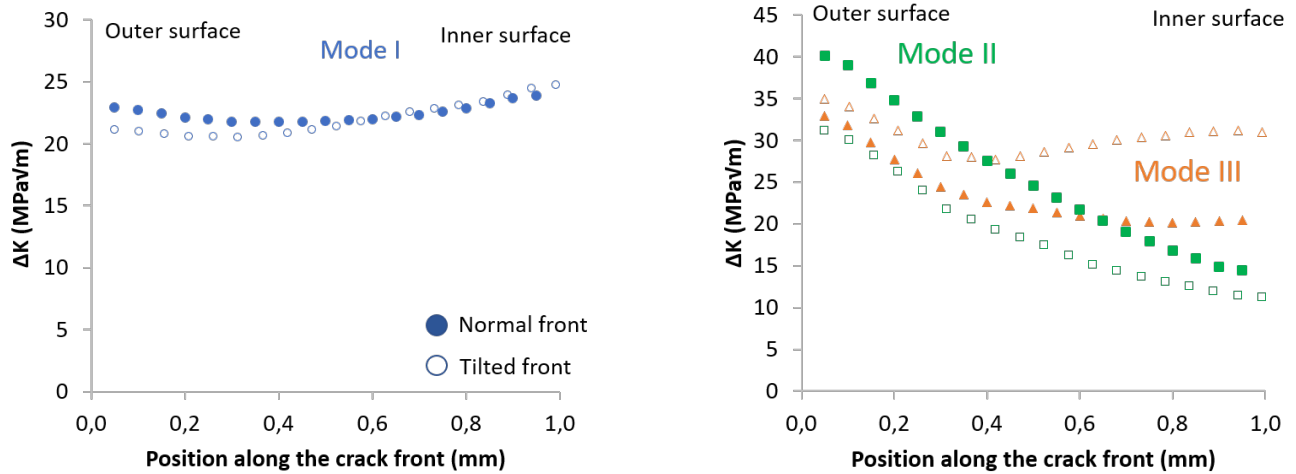 30
25
20
15
10
5
0
ΔK (MPa√m)
Outer surface
Inner surface
Mode I
Normal front
Tilted front
0,0 0,2 0,4 0,6 0,8 1,0
Position along the crack front (mm)
45
40
35
30
25
20
15
10
5
0
ΔK (MPa√m)
Outer surface
Inner surface
Mode II
Mode III
0,0 0,2 0,4 0,6 0,8 1,0
Position along the crack front (mm)